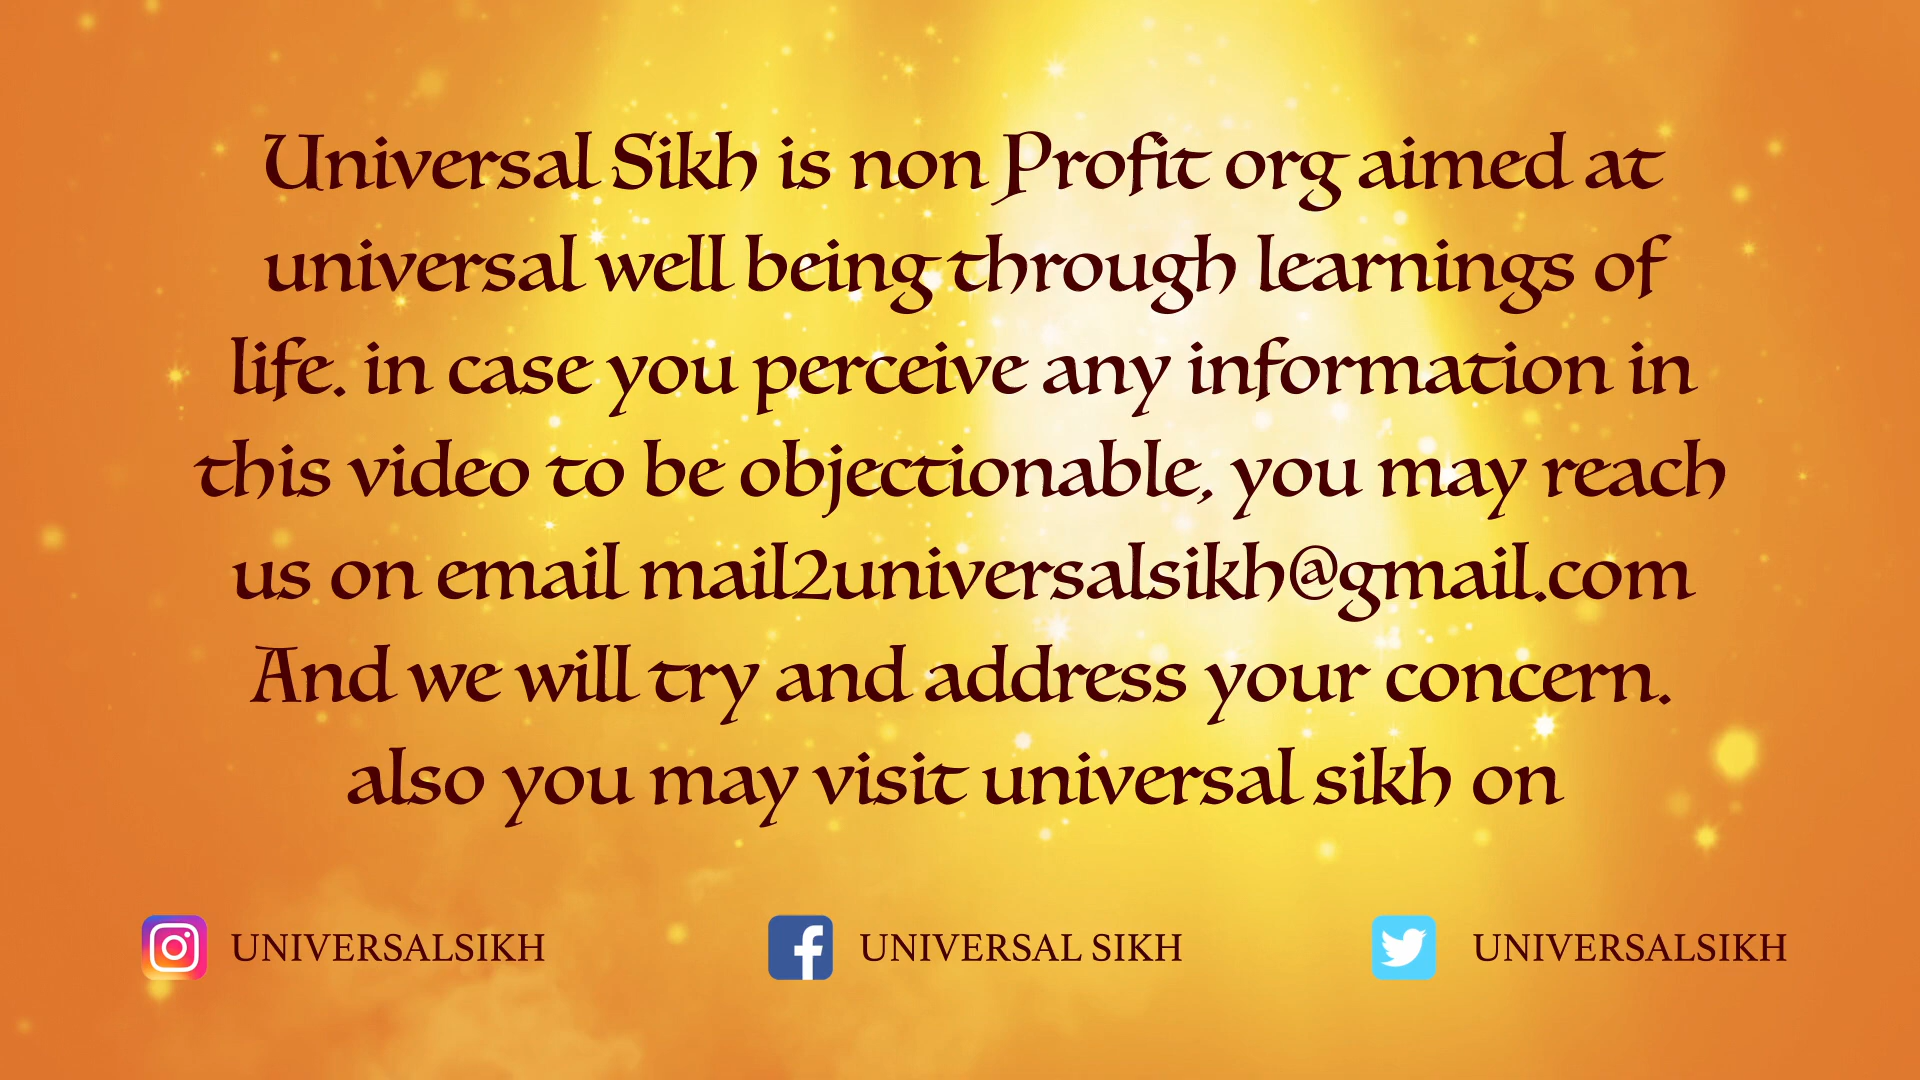 Universal Sikh is non Profit org aimed at
universal well being through learnings of
life. in case you perceive any information in
this video to be objectionable, you may reach
us on email mail2universalsikh@gmail.com
And we will try and address your concern.
also you may visit universal sikh on
UNIVERSALSIKH UNIVERSAL SIKH UNIVERSALSIKH